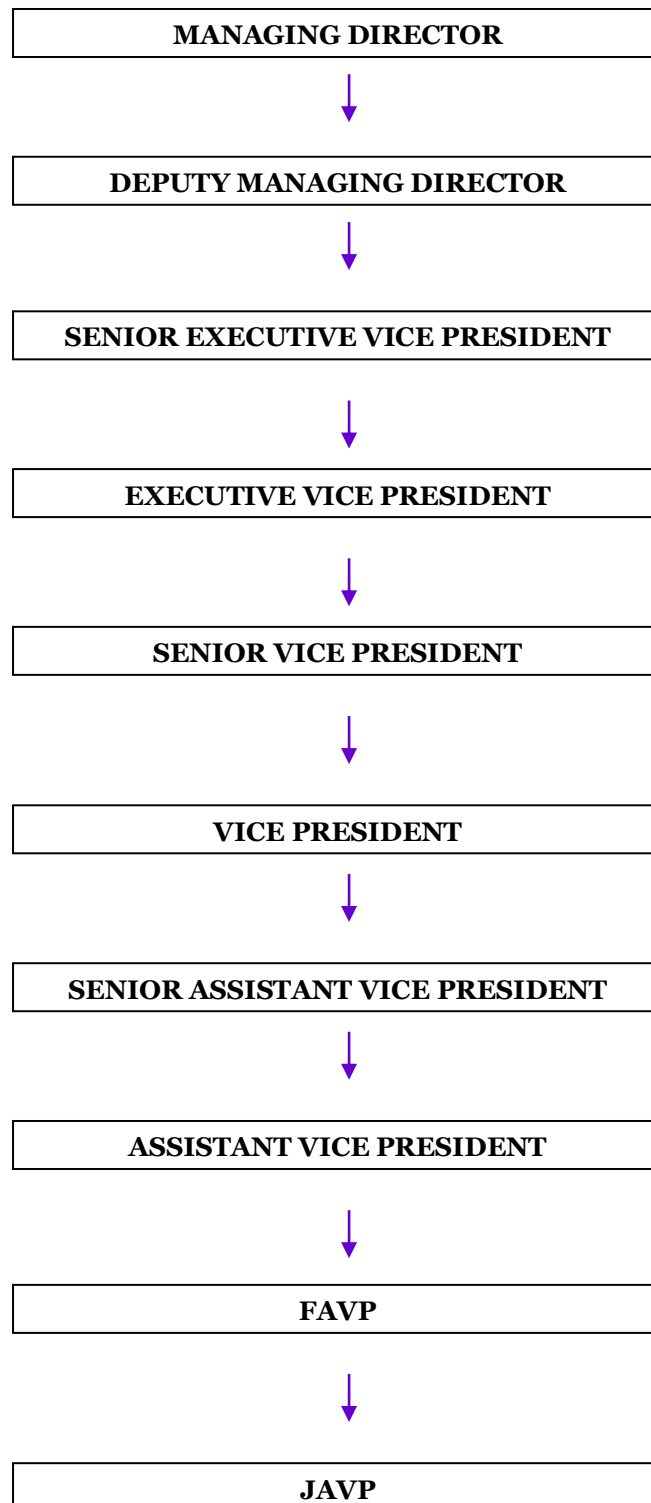 MANAGING DIRECTOR
DEPUTY MANAGING DIRECTOR
SENIOR EXECUTIVE VICE PRESIDENT
EXECUTIVE VICE PRESIDENT
SENIOR VICE PRESIDENT
VICE PRESIDENT
SENIOR ASSISTANT VICE PRESIDENT
ASSISTANT VICE PRESIDENT
FAVP
JAVP